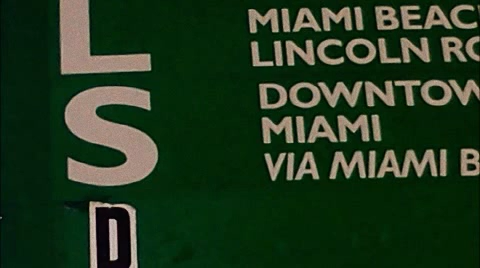 L
MIAMI BEAC
LINCOLN RO
S
DOWNTOW
MIAMI
VIA MIAMI B
D